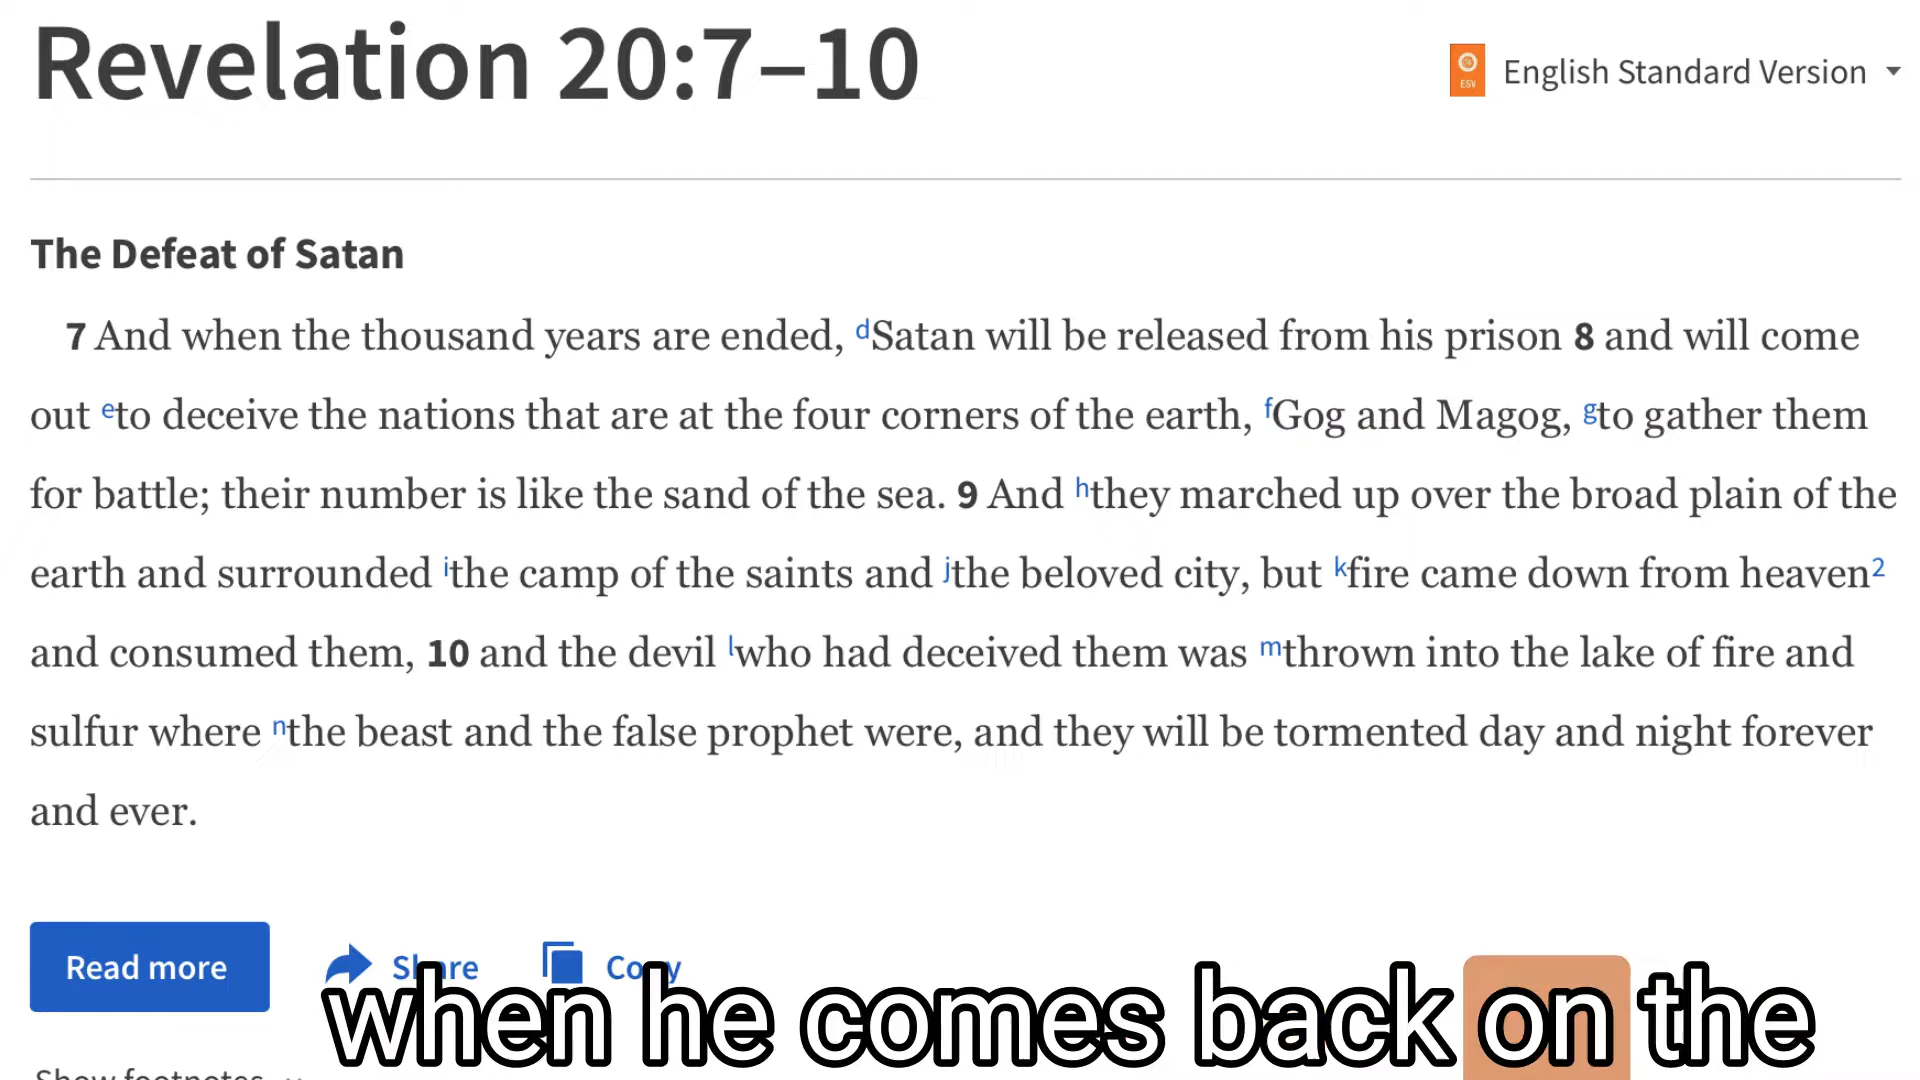 Revelation 20:7–10
ESV English Standard Version
The Defeat of Satan
7 And when the thousand years are ended, dSatan will be released from his prison 8 and will come
out eto deceive the nations that are at the four corners of the earth, fGog and Magog, gto gather them
for battle; their number is like the sand of the sea. 9 And hthey marched up over the broad plain of the
earth and surrounded ithe camp of the saints and jthe beloved city, but kfire came down from heaven2
and consumed them, 10 and the devil lwho had deceived them was mthrown into the lake of fire and
sulfur where nthe beast and the false prophet were, and they will be tormented day and night forever
and ever.
Read more Share Copy
when he comes back on the
Show footnotes